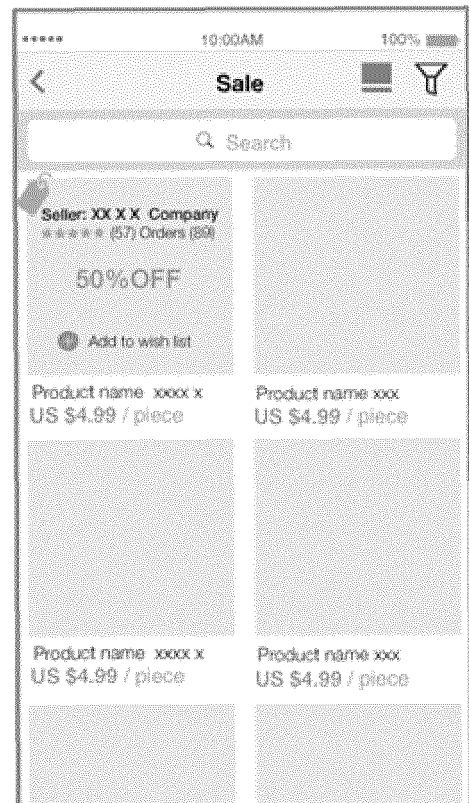 10:00AM 100%
Sale
Search
Seller: XX X X Company
(57) Orders (89)
50%OFF
Add to wish list
Product name xxxx x
US $4.99 / piece
Product name xxx
US $4.99 / piece
Product name xxxx x
US $4.99 / piece
Product name xxx
US $4.99 / piece